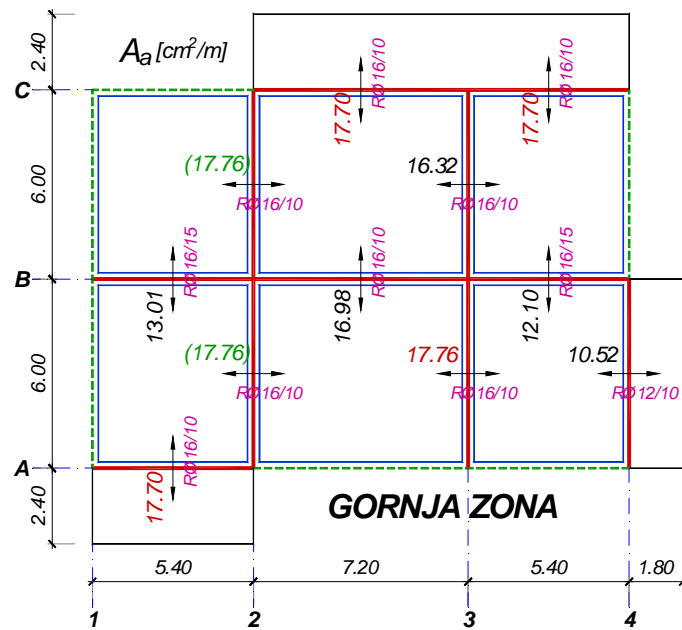 2.40
Aa [cm²/m]
RØ16/10
RØ16/10
17.70
17.70
C
(17.76)
16.32
6.00
RØ16/10
RØ16/10
RØ16/15
RØ16/10
RØ16/15
B
13.01
16.98
12.10
(17.76)
17.76
10.52
6.00
RØ16/10
RØ16/10
RØ12/10
RØ16/10
A
17.70
GORNJA ZONA
2.40
5.40
7.20
5.40
1.80
1
2
3
4